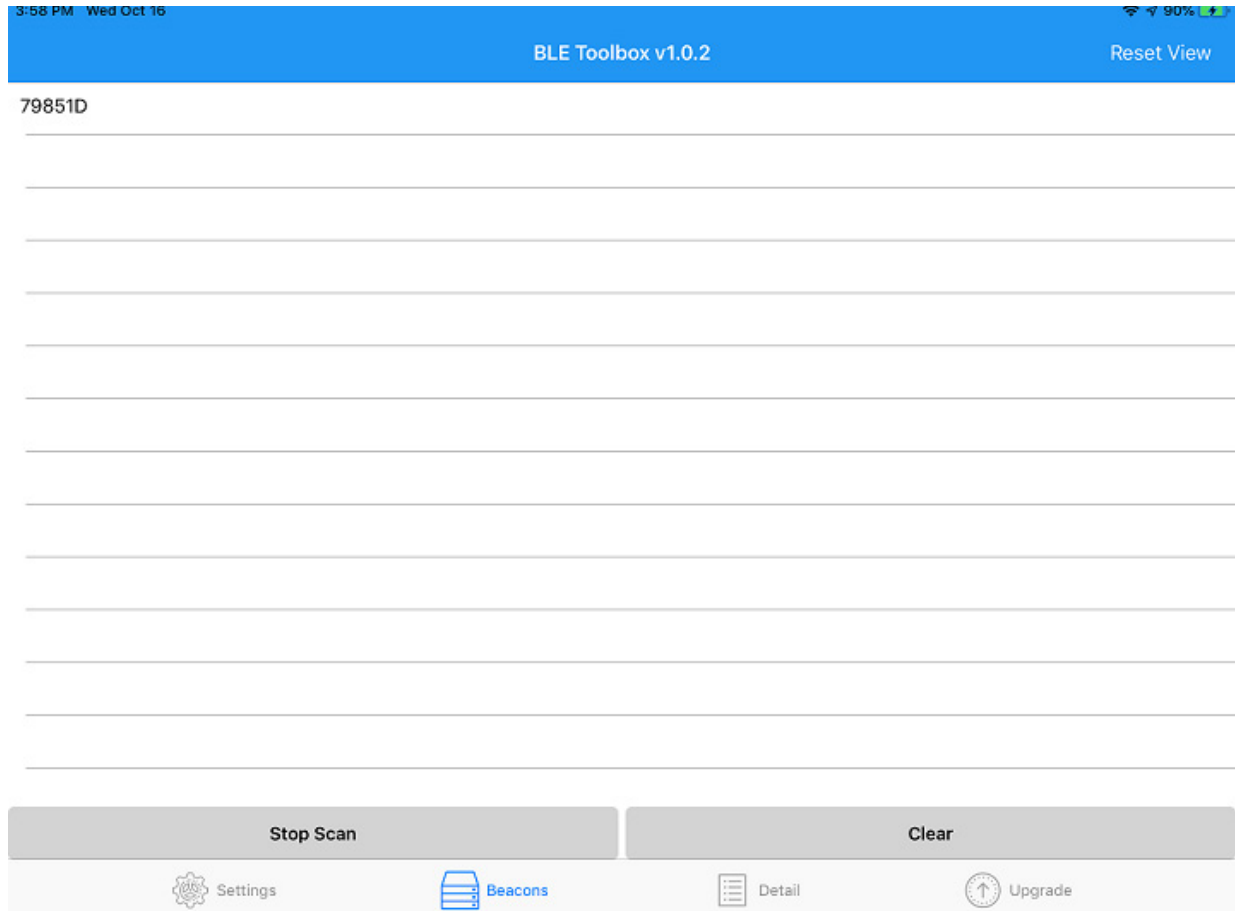 3:58 PM Wed Oct 16 90%
BLE Toolbox v1.0.2 Reset View
79851D
Stop Scan Clear
Settings Beacons Detail Upgrade